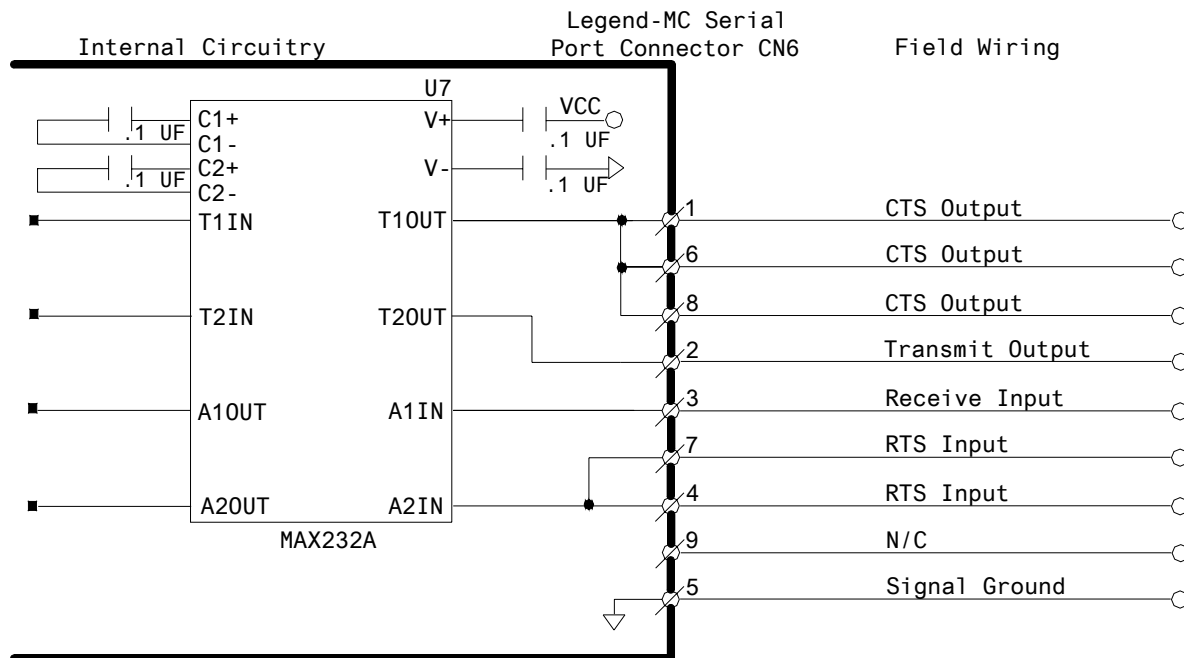 Legend-MC Serial
Internal Circuitry Port Connector CN6 Field Wiring
U7
C1+ V+ VCC
.1 UF .1 UF
C1-
C2+ V-
.1 UF .1 UF
C2-
T1IN T1OUT 1 CTS Output
6 CTS Output
T2IN T2OUT 8 CTS Output
2 Transmit Output
A1OUT A1IN 3 Receive Input
7 RTS Input
A2OUT A2IN 4 RTS Input
MAX232A 9 N/C
5 Signal Ground